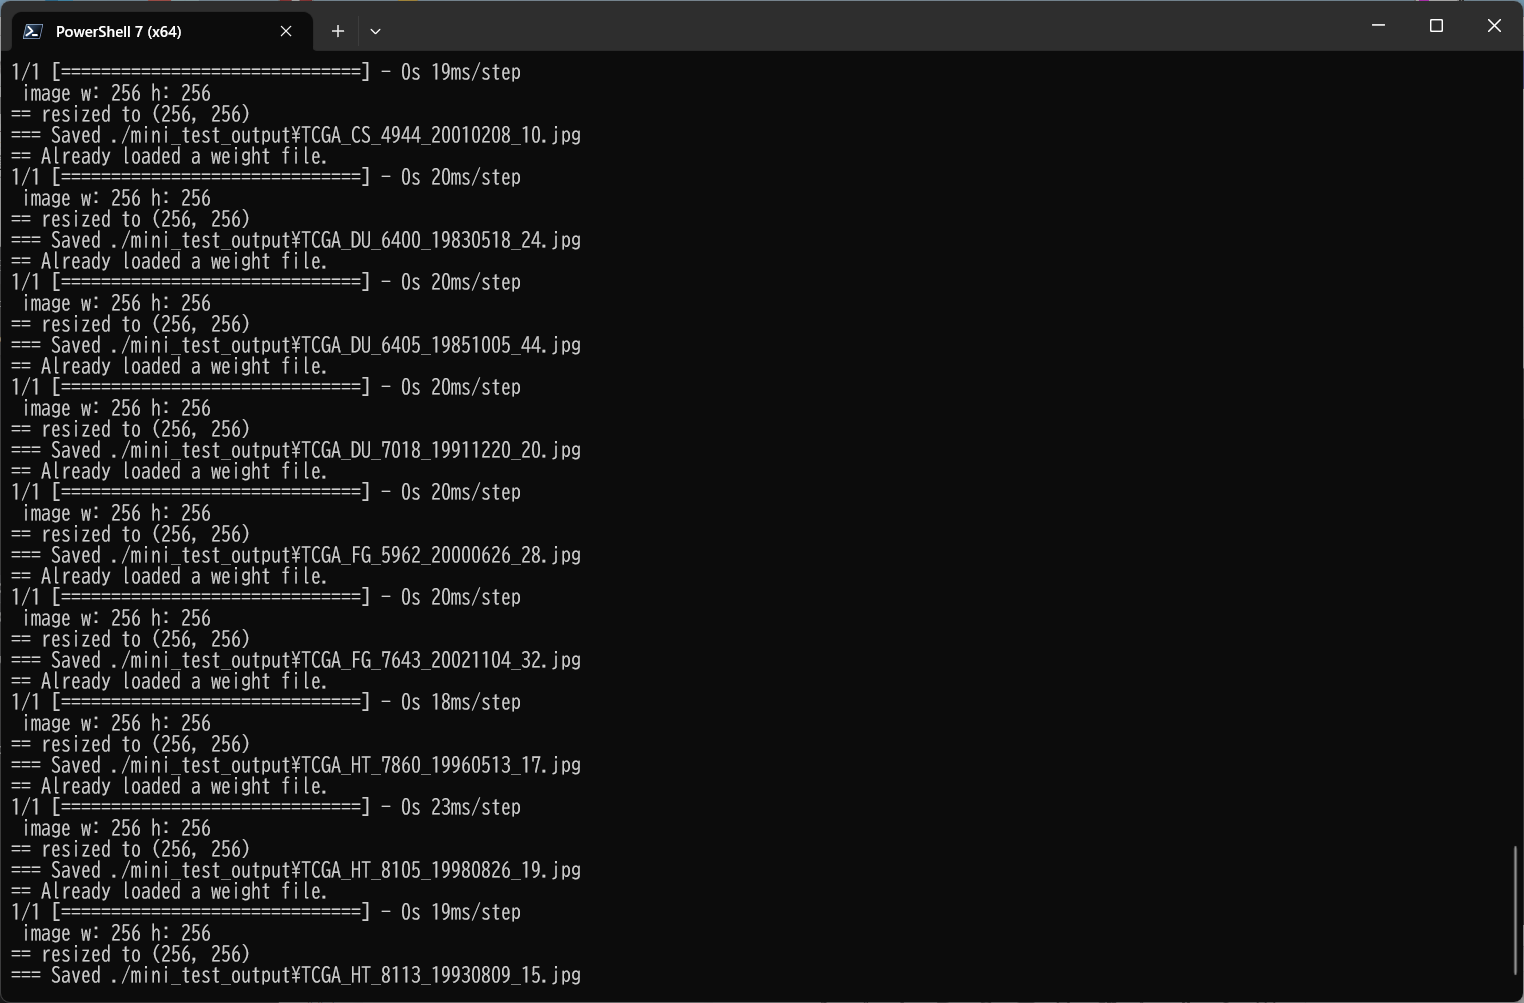 PowerShell 7 (x64)
1/1 [==============================] - 0s 19ms/step
 image w: 256 h: 256
== resized to (256, 256)
=== Saved ./mini_test_output¥TCGA_CS_4944_20010208_10.jpg
== Already loaded a weight file.
1/1 [==============================] - 0s 20ms/step
 image w: 256 h: 256
== resized to (256, 256)
=== Saved ./mini_test_output¥TCGA_DU_6400_19830518_24.jpg
== Already loaded a weight file.
1/1 [==============================] - 0s 20ms/step
 image w: 256 h: 256
== resized to (256, 256)
=== Saved ./mini_test_output¥TCGA_DU_6405_19851005_44.jpg
== Already loaded a weight file.
1/1 [==============================] - 0s 20ms/step
 image w: 256 h: 256
== resized to (256, 256)
=== Saved ./mini_test_output¥TCGA_DU_7018_19911220_20.jpg
== Already loaded a weight file.
1/1 [==============================] - 0s 20ms/step
 image w: 256 h: 256
== resized to (256, 256)
=== Saved ./mini_test_output¥TCGA_FG_5962_20000626_28.jpg
== Already loaded a weight file.
1/1 [==============================] - 0s 20ms/step
 image w: 256 h: 256
== resized to (256, 256)
=== Saved ./mini_test_output¥TCGA_FG_7643_20021104_32.jpg
== Already loaded a weight file.
1/1 [==============================] - 0s 18ms/step
 image w: 256 h: 256
== resized to (256, 256)
=== Saved ./mini_test_output¥TCGA_HT_7860_19960513_17.jpg
== Already loaded a weight file.
1/1 [==============================] - 0s 23ms/step
 image w: 256 h: 256
== resized to (256, 256)
=== Saved ./mini_test_output¥TCGA_HT_8105_19980826_19.jpg
== Already loaded a weight file.
1/1 [==============================] - 0s 19ms/step
 image w: 256 h: 256
== resized to (256, 256)
=== Saved ./mini_test_output¥TCGA_HT_8113_19930809_15.jpg